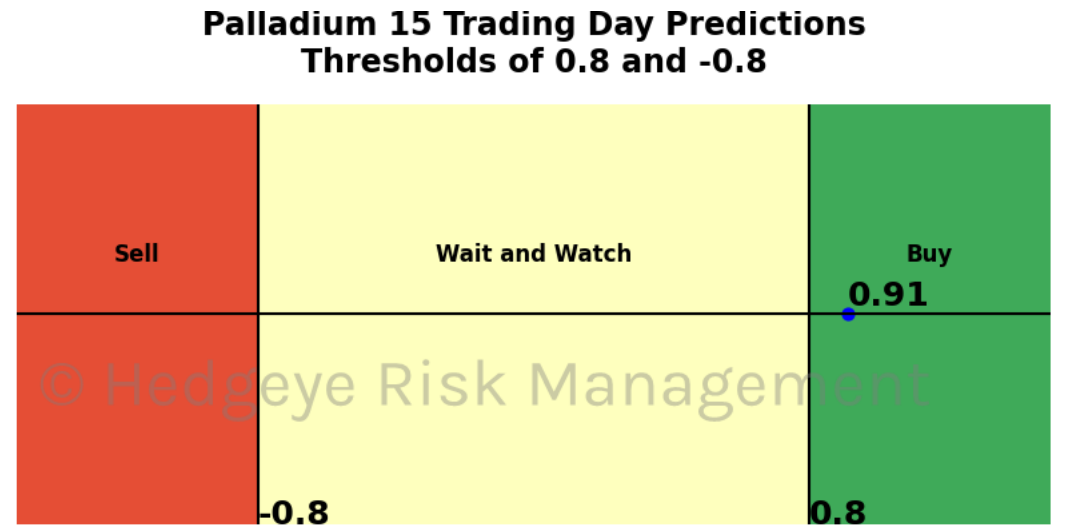 Palladium 15 Trading Day Predictions
Thresholds of 0.8 and -0.8
Sell
Wait and Watch
Buy
0.91
© Hedgeye Risk Management
-0.8
0.8